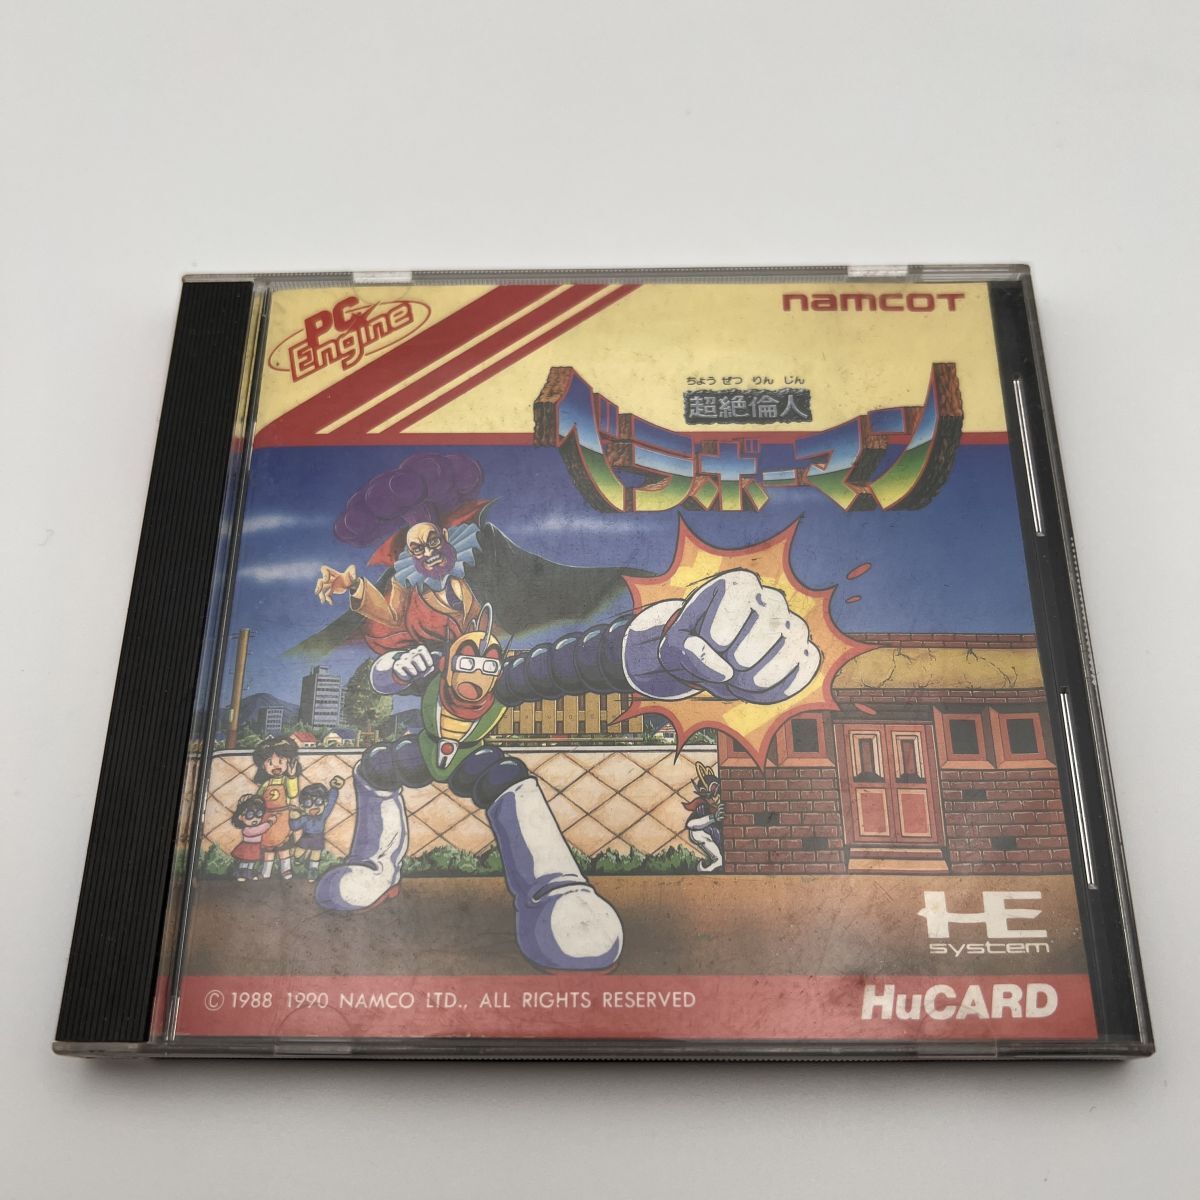 PC Engine
namcoT
ちょう ぜつ りん じん
超絶倫人
ベラボーマン
HE
system
© 1988 1990 NAMCO LTD., ALL RIGHTS RESERVED
HuCARD